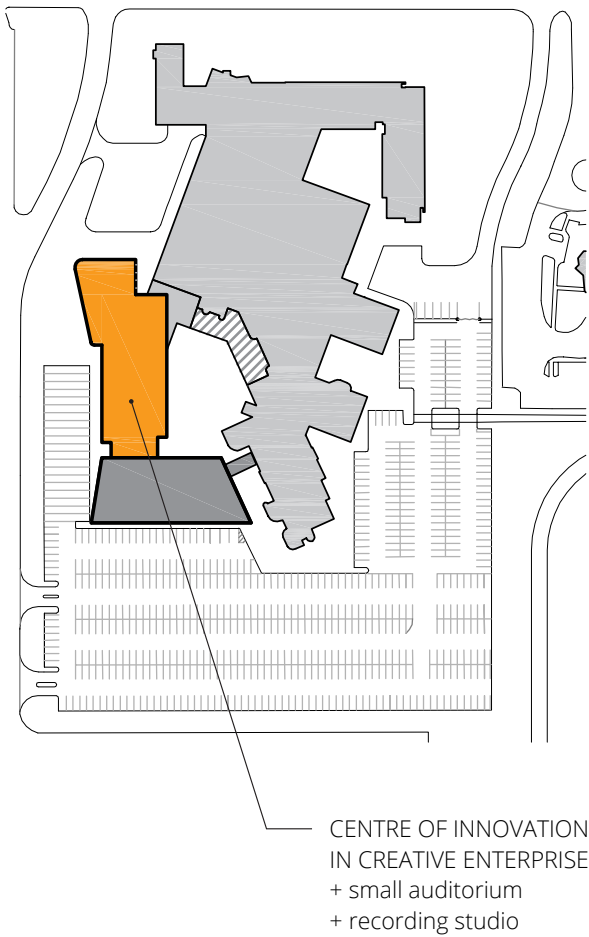 CENTRE OF INNOVATION
IN CREATIVE ENTERPRISE
+ small auditorium
+ recording studio